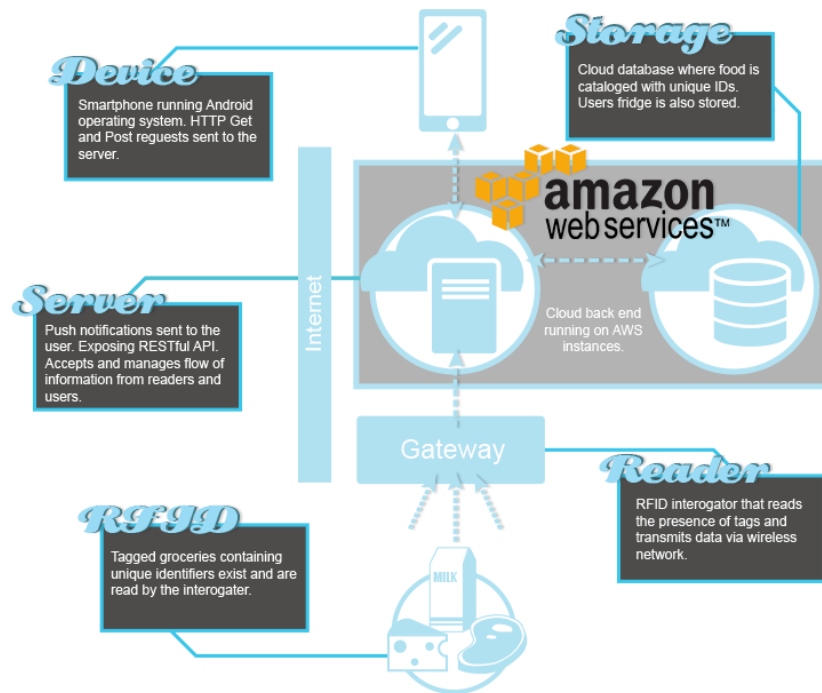 Device
Smartphone running Android
operating system. HTTP Get
and Post reguests sent to the
server.
Storage
Cloud database where food is
cataloged with unique IDs.
Users fridge is also stored.
amazon
web services™
Cloud back end
running on AWS
instances.
Internet
Server
Push notifications sent to the
user. Exposing RESTful API.
Accepts and manages flow of
information from readers and
users.
Gateway
Reader
RFID interogator that reads
the presence of tags and
transmits data via wireless
network.
RFID
Tagged groceries containing
unique identifiers exist and are
read by the interogater.
MILK